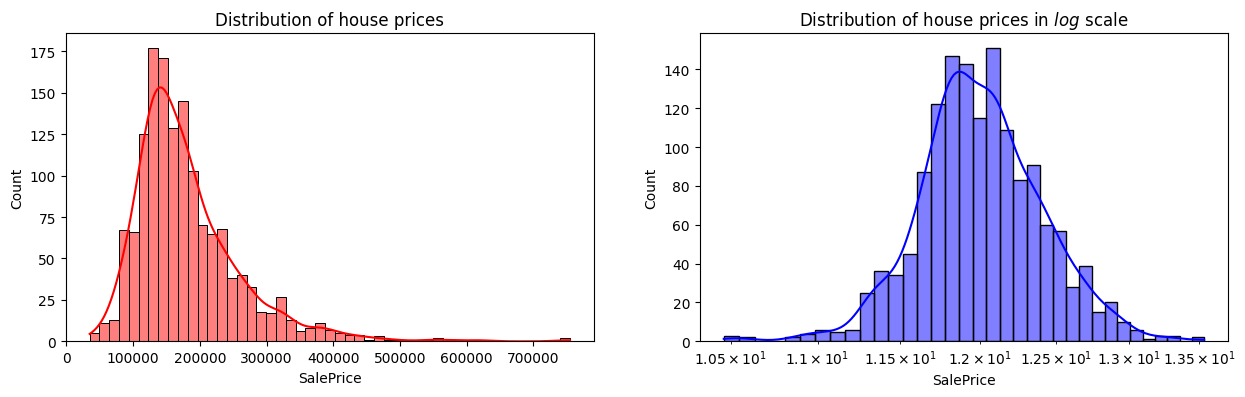 Distribution of house prices
175
150
125
100
75
50
25
0
Count
0 100000 200000 300000 400000 500000 600000 700000
SalePrice
Distribution of house prices in log scale
140
120
100
80
60
40
20
0
Count
1.05 × 10¹ 1.1 × 10¹ 1.15 × 10¹ 1.2 × 10¹ 1.25 × 10¹ 1.3 × 10¹ 1.35 × 10¹
SalePrice